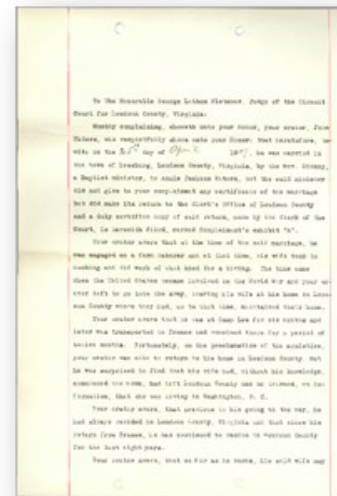 To The Honorable George Latham Fletcher, Judge of the Circuit
Court for Loudoun County, Virginia:
Humbly complaining, showeth unto your honor, your orator, John
that heretofore, to-
wit: on the 25th day of April 19 he was married in
the town of Leesburg, Loudoun County, Virginia, by the Rev.
a Baptist minister, to Annie Jackson but the said minister
did not give to your complainant any certificate of the marriage
but did make its return to the Clerk's Office of Loudoun County
and a duly certified copy of said return, made by the Clerk of the
Court, is herewith filed, marked Complainant's exhibit "A".
Your orator avers that at the time of the said marriage, he
was engaged as a farm laborer and at that time, his wife took in
washing and did work of that kind for a living. The time came
when the United States became involved in the World War and your or-
ator left to go into the army, leaving his wife at his home in Loud-
oun County where they had, up to that time, maintained their home.
Your orator avers that he was at Camp Lee for six months and
later was transported to France and remained there for a period of
twelve months. Fortunately, on the proclamation of the armistice,
your orator was able to return to his home in Loudoun County. But
he was surprised to find that his wife had, without his knowledge,
abandoned the home, had left Loudoun County and he learned, on in-
formation, that she was living in Washington, D. C.
Your orator avers, that previous to his going to the war, he
had always resided in Loudoun County, Virginia and that since his
return from France, he has continued to reside in Loudoun County
for the last eight years.
Your orator avers, that so far as he knows, his said wife may